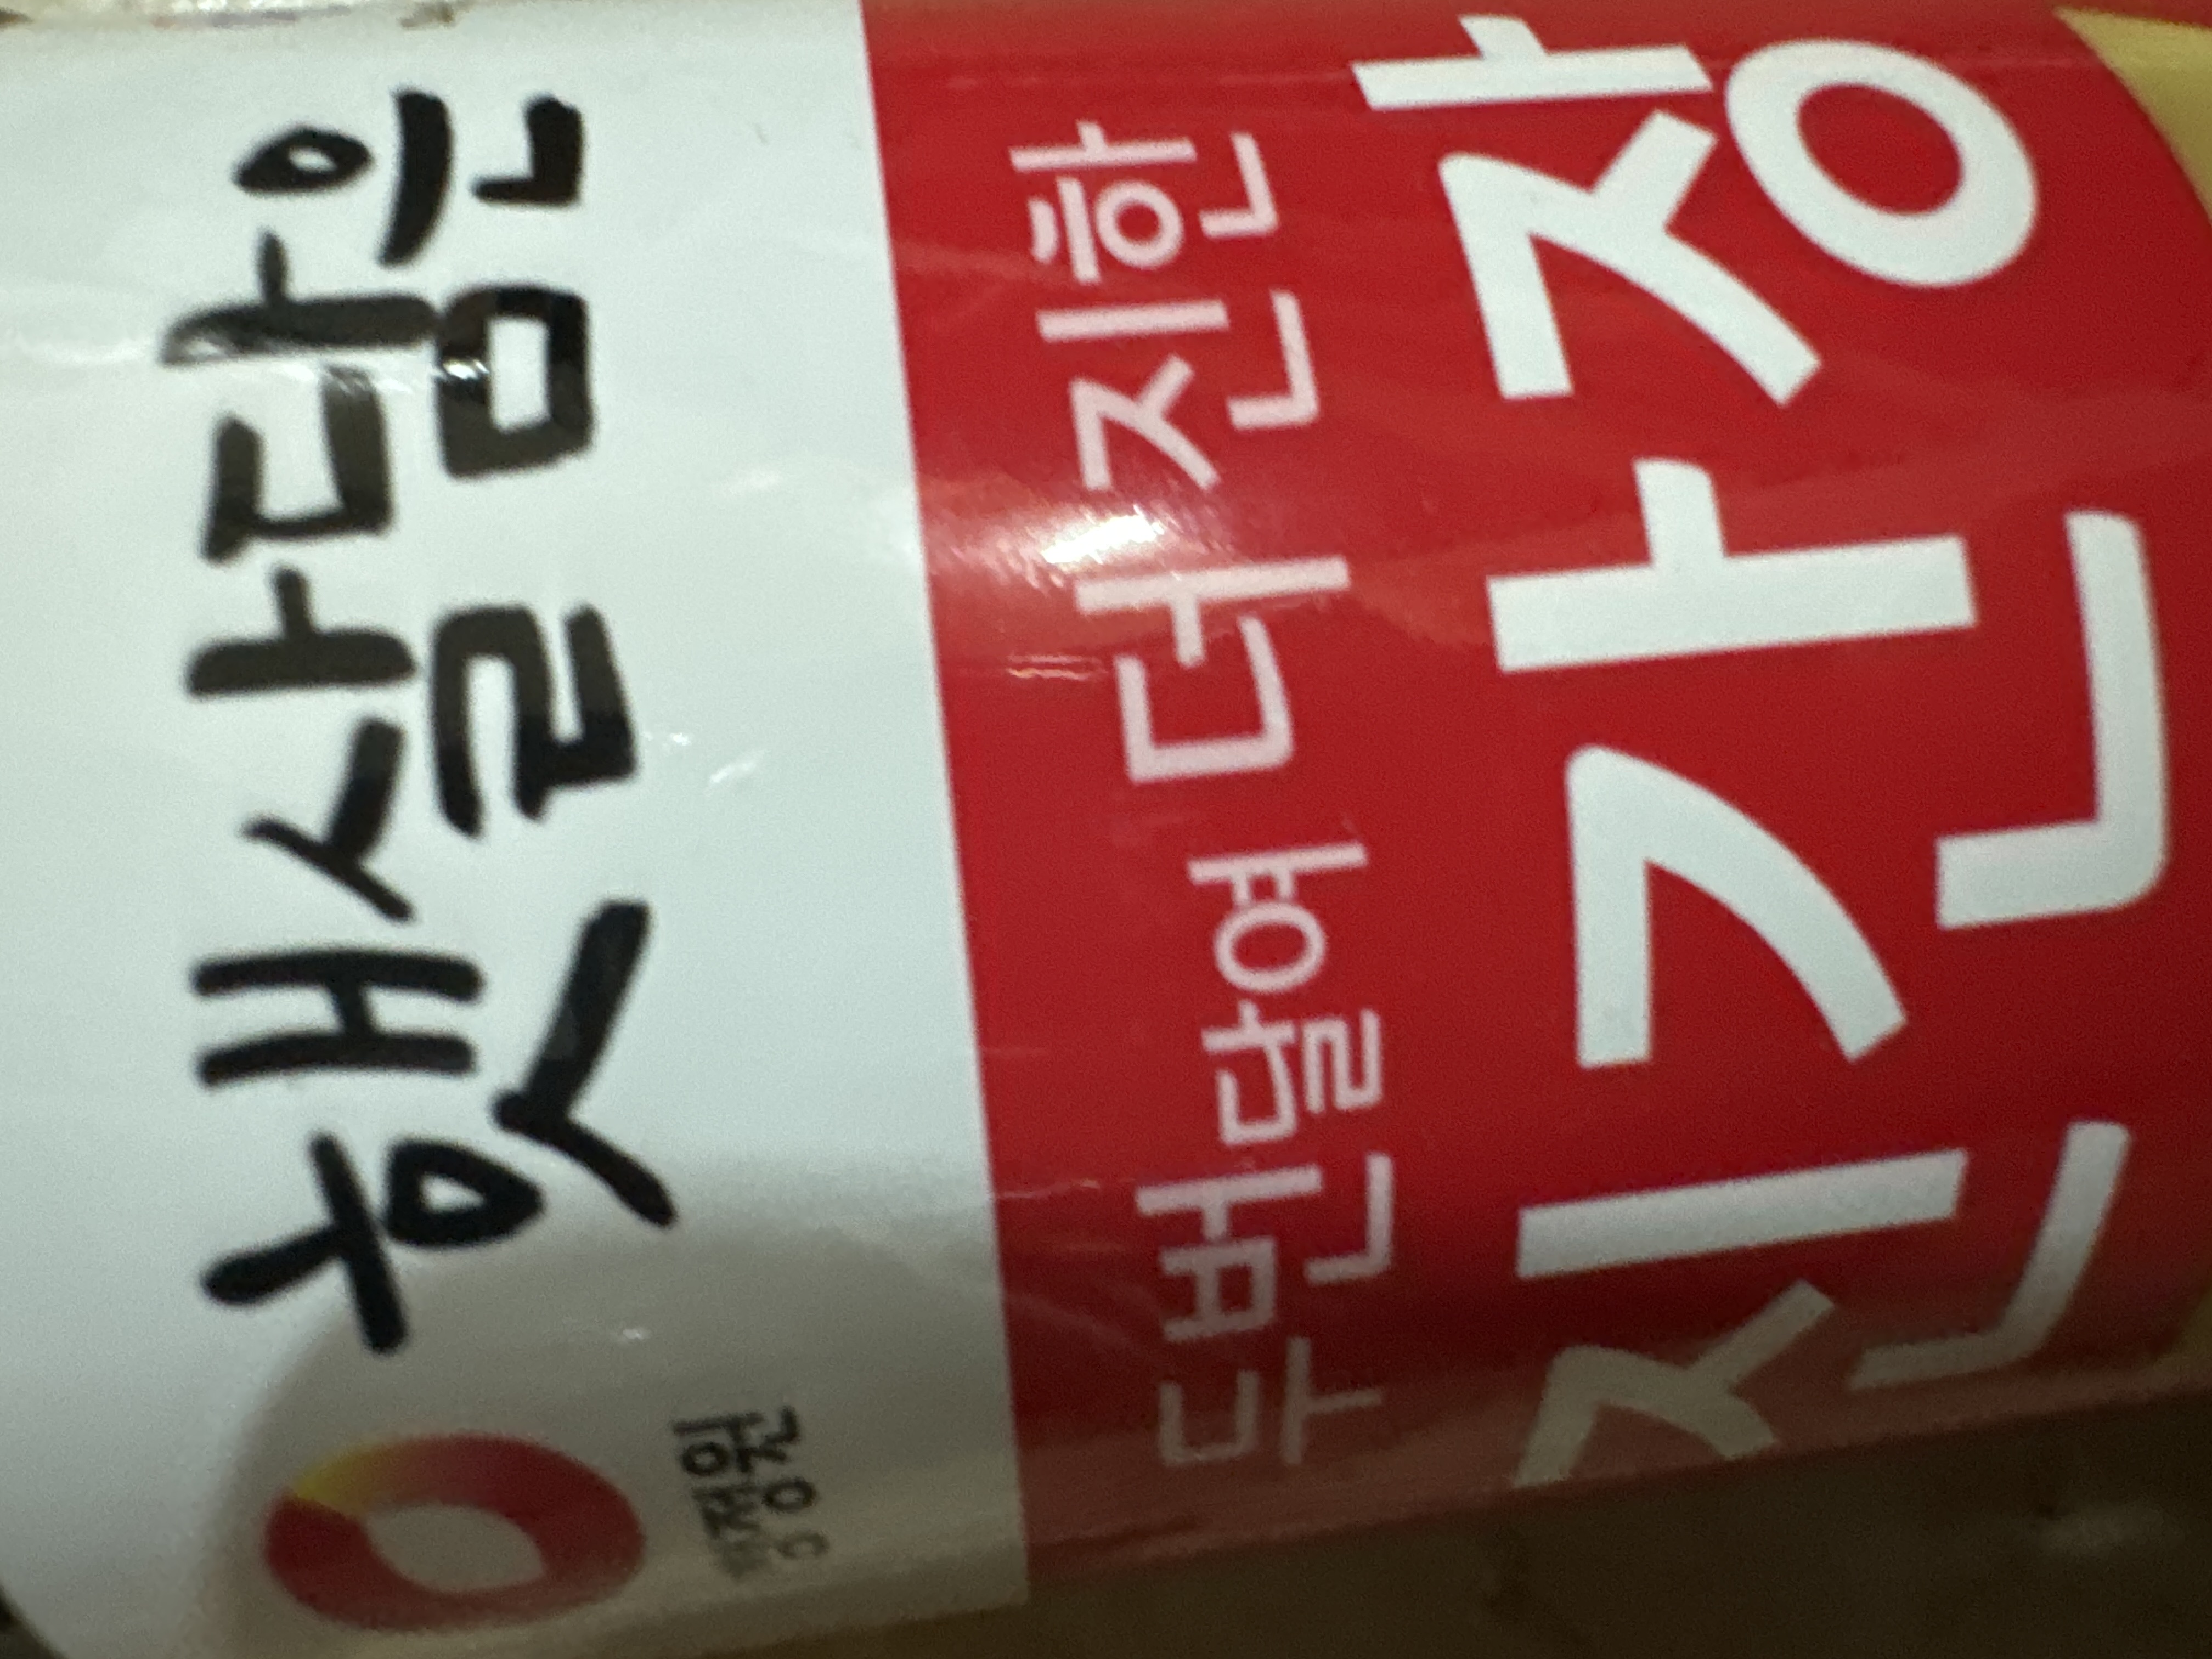 햇살담은
청정원
두번 달여 더 진한
진간장